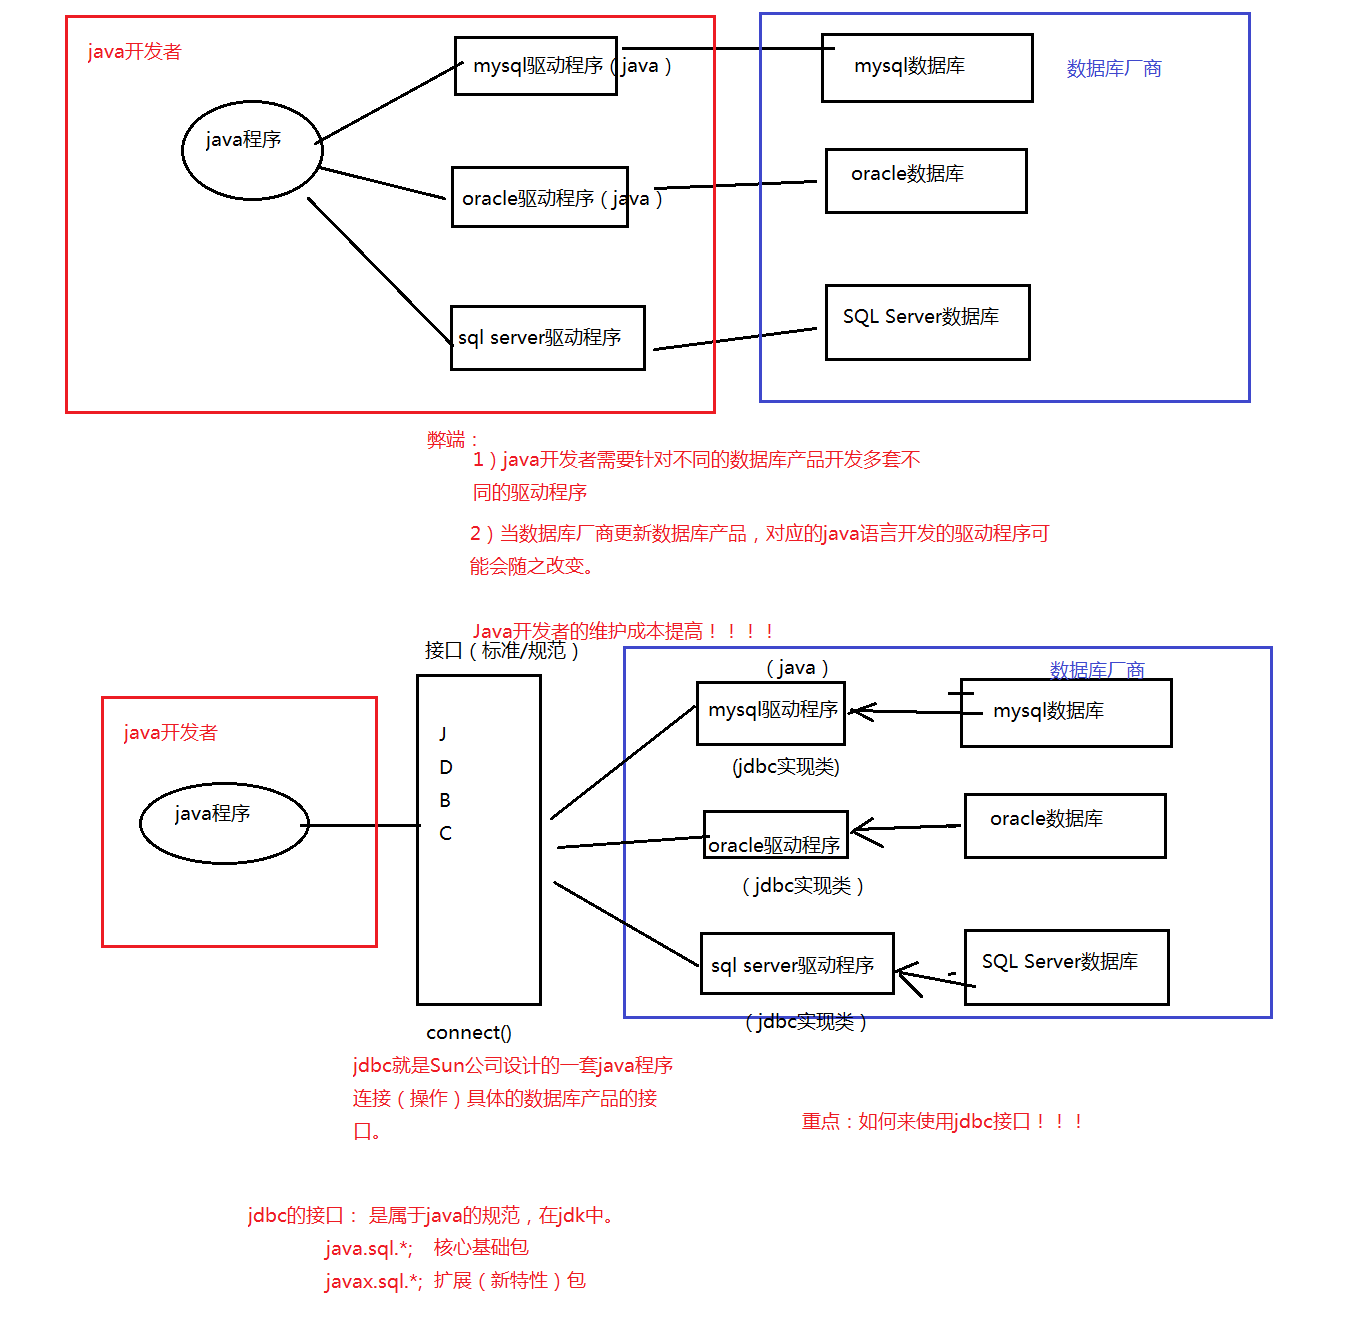 java开发者
java程序
mysql驱动程序（java）
oracle驱动程序（java）
sql server驱动程序
数据库厂商
mysql数据库
oracle数据库
SQL Server数据库
弊端：
1）java开发者需要针对不同的数据库产品开发多套不
同的驱动程序
2）当数据库厂商更新数据库产品，对应的java语言开发的驱动程序可
能会随之改变。
Java开发者的维护成本提高！！！！
接口（标准/规范）
java开发者
java程序
J
D
B
C
connect()
数据库厂商
（java）
mysql驱动程序
(jdbc实现类)
mysql数据库
oracle驱动程序
（jdbc实现类）
oracle数据库
sql server驱动程序
（jdbc实现类）
SQL Server数据库
jdbc就是Sun公司设计的一套java程序
连接（操作）具体的数据库产品的接
口。
重点：如何来使用jdbc接口！！！
jdbc的接口： 是属于java的规范，在jdk中。
java.sql.*; 核心基础包
javax.sql.*; 扩展（新特性）包